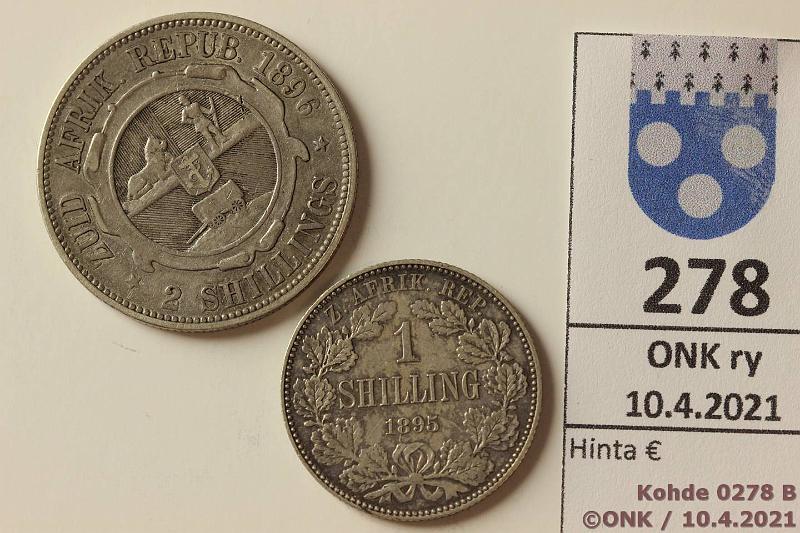 ZUID AFRIK. REPUB. 1896
2 SHILLINGS
Z. AFRIK. REP.
1
SHILLING
1895
278
ONK ry
10.4.2021
Hinta €
Kohde 0278 B
©ONK / 10.4.2021